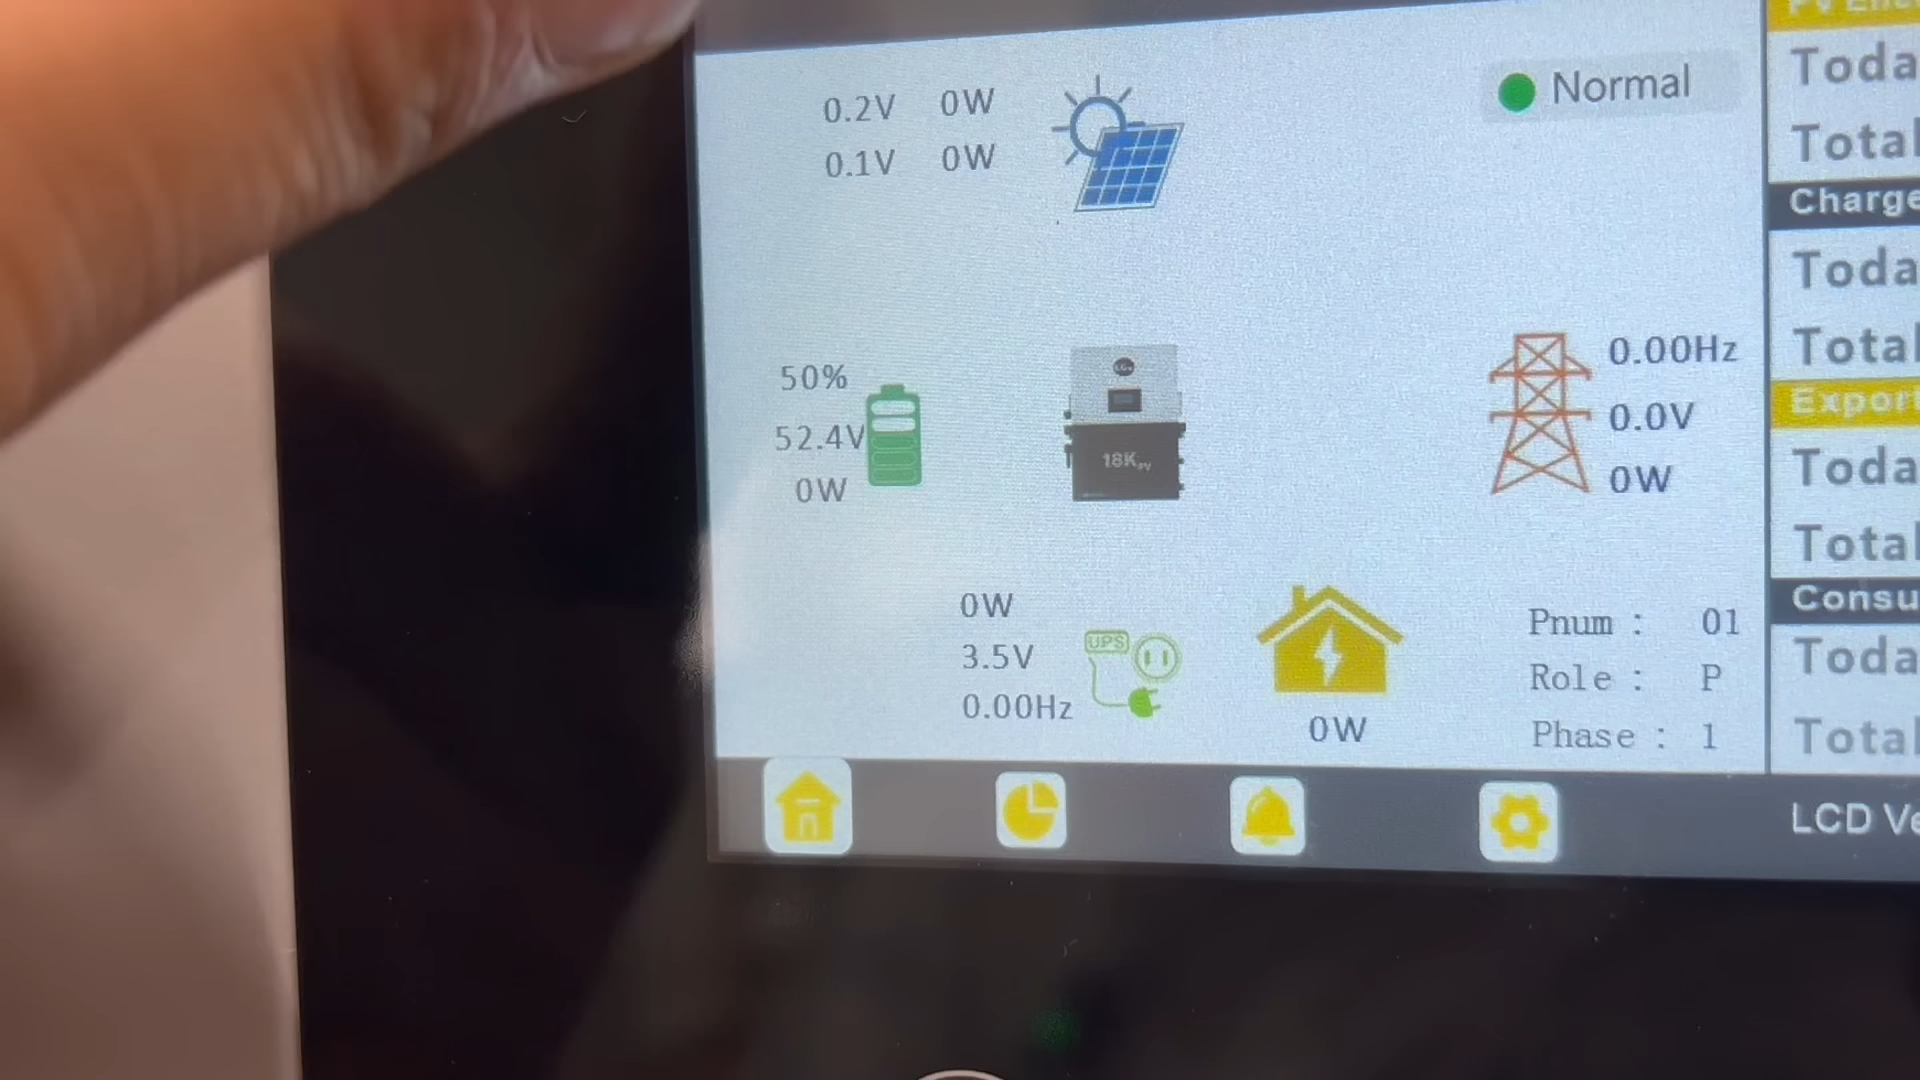 0.2V 0W
0.1V 0W
Normal
50%
52.4V
0W
18KPV
0.00Hz
0.0V
0W
0W
3.5V
0.00Hz
UPS
0W
Pnum : 01
Role : P
Phase : 1
Toda
Total
Charge
Toda
Total
Export
Toda
Total
Consu
Toda
Total
LCD Ve